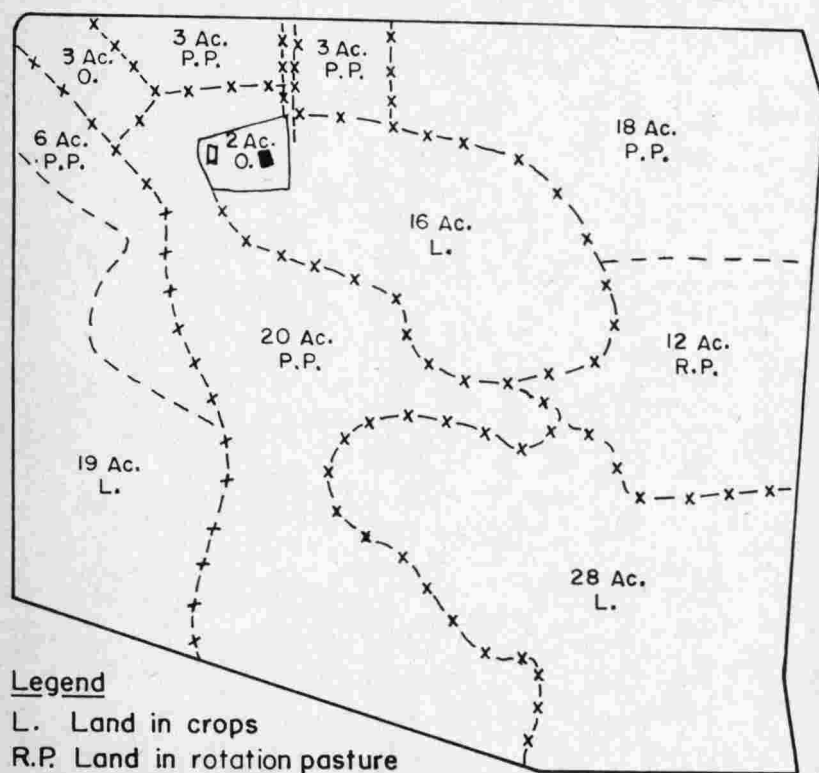 3 Ac.
O.
3 Ac.
P.P.
3 Ac.
P.P.
6 Ac.
P.P.
2 Ac.
O.
18 Ac.
P.P.
16 Ac.
L.
20 Ac.
P.P.
12 Ac.
R.P.
19 Ac.
L.
28 Ac.
L.
Legend
L. Land in crops
R.P. Land in rotation pasture